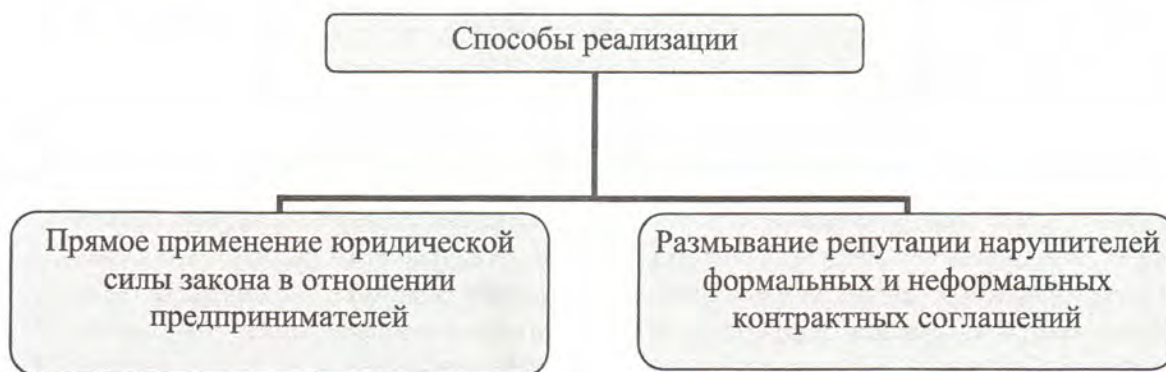 Способы реализации
Прямое применение юридической
силы закона в отношении
предпринимателей
Размывание репутации нарушителей
формальных и неформальных
контрактных соглашений